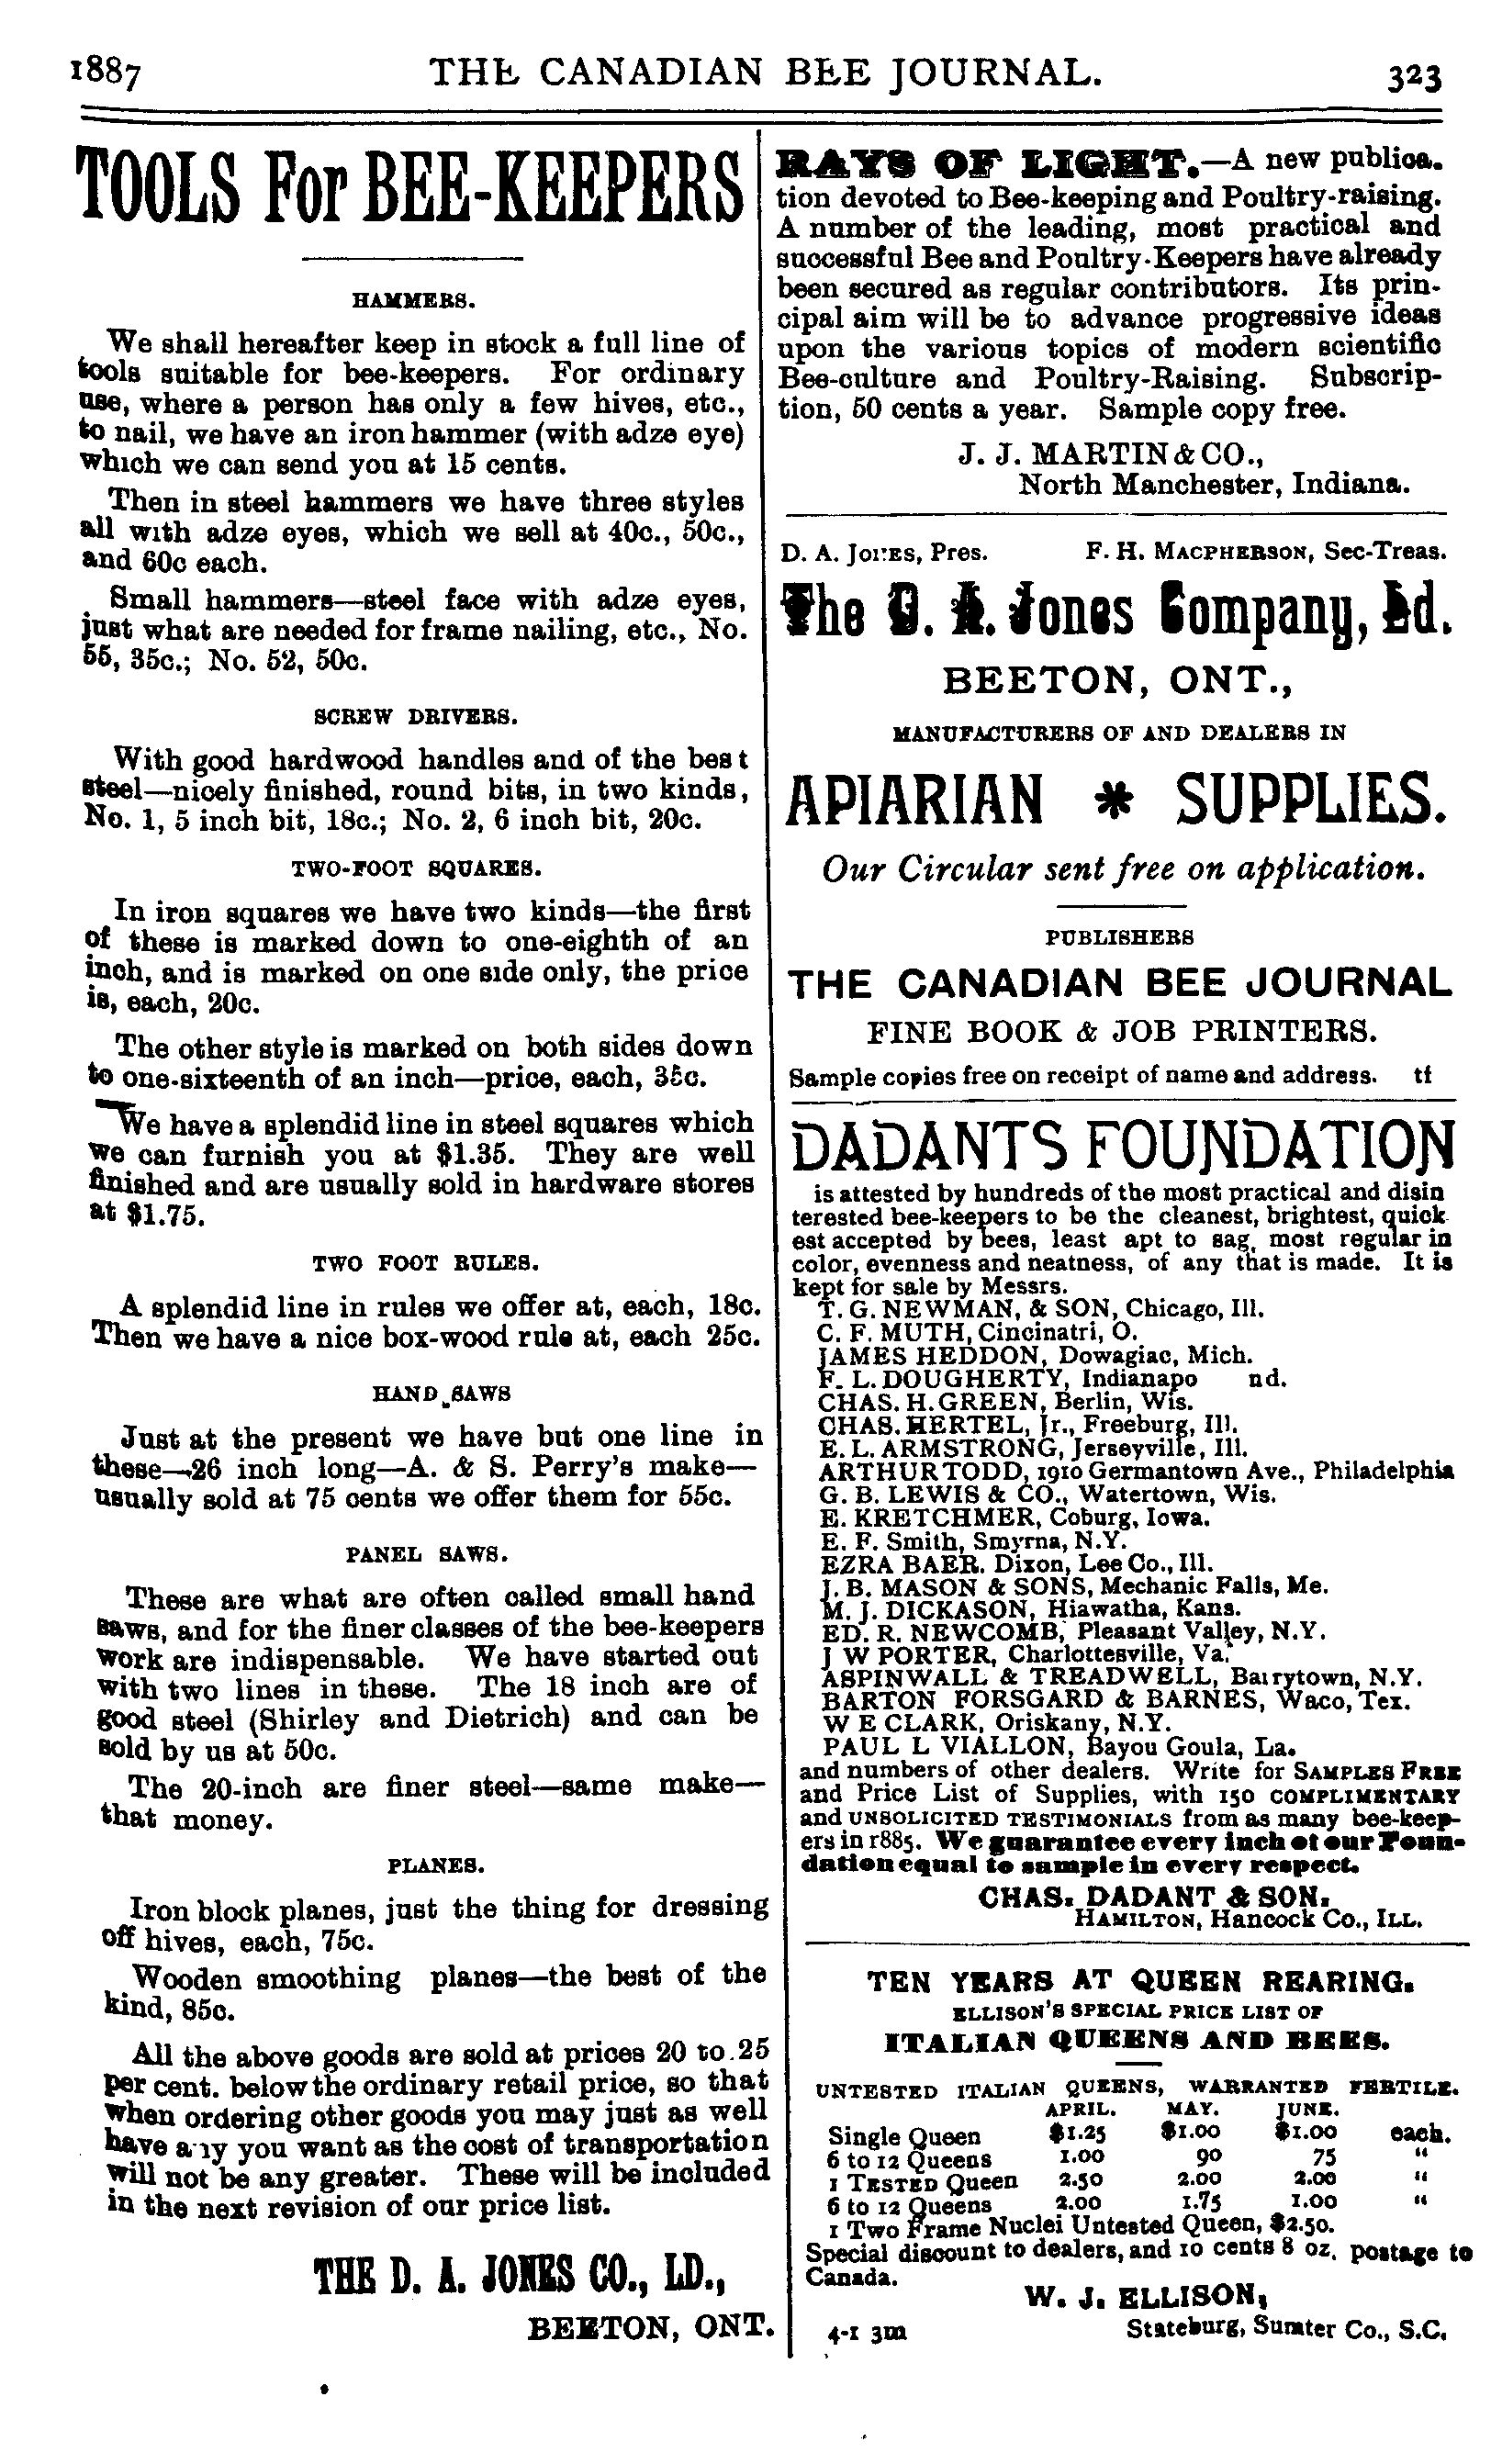 1887 THE CANADIAN BEE JOURNAL. 323
TOOLS For BEE-KEEPERS
HAMMERS.
We shall hereafter keep in stock a full line of
tools suitable for bee-keepers. For ordinary
use, where a person has only a few hives, etc.,
to nail, we have an iron hammer (with adze eye)
which we can send you at 15 cents.
Then in steel hammers we have three styles
all with adze eyes, which we sell at 40c., 50c.,
and 60c each.
Small hammers—steel face with adze eyes,
just what are needed for frame nailing, etc., No.
55, 35c.; No. 52, 50c.
SCREW DRIVERS.
With good hardwood handles and of the best
steel—nicely finished, round bits, in two kinds,
No. 1, 5 inch bit, 18c.; No. 2, 6 inch bit, 20c.
TWO-FOOT SQUARES.
In iron squares we have two kinds—the first
of these is marked down to one-eighth of an
inch, and is marked on one side only, the price
is, each, 20c.
The other style is marked on both sides down
to one-sixteenth of an inch—price, each, 35c.
We have a splendid line in steel squares which
we can furnish you at $1.35. They are well
finished and are usually sold in hardware stores
at $1.75.
TWO FOOT RULES.
A splendid line in rules we offer at, each, 18c.
Then we have a nice box-wood rule at, each 25c.
HAND SAWS
Just at the present we have but one line in
these—26 inch long—A. & S. Perry's make—
usually sold at 75 cents we offer them for 55c.
PANEL SAWS.
These are what are often called small hand
saws, and for the finer classes of the bee-keepers
work are indispensable. We have started out
with two lines in these. The 18 inch are of
good steel (Shirley and Dietrich) and can be
sold by us at 50c.
The 20-inch are finer steel—same make—
that money.
PLANES.
Iron block planes, just the thing for dressing
off hives, each, 75c.
Wooden smoothing planes—the best of the
kind, 85c.
All the above goods are sold at prices 20 to 25
per cent. below the ordinary retail price, so that
when ordering other goods you may just as well
have any you want as the cost of transportation
will not be any greater. These will be included
in the next revision of our price list.
THE D. A. JONES CO., LD.,
BEETON, ONT.
RAYS OF LIGHT.—A new publica-
tion devoted to Bee-keeping and Poultry-raising.
A number of the leading, most practical and
successful Bee and Poultry-Keepers have already
been secured as regular contributors. Its prin-
cipal aim will be to advance progressive ideas
upon the various topics of modern scientific
Bee-culture and Poultry-Raising. Subscrip-
tion, 50 cents a year. Sample copy free.
J. J. MARTIN & CO.,
North Manchester, Indiana.
D. A. JONES, Pres. F. H. MACPHERSON, Sec-Treas.
The D. A. Jones Company, Ld.
BEETON, ONT.,
MANUFACTURERS OF AND DEALERS IN
APIARIAN * SUPPLIES.
Our Circular sent free on application.
PUBLISHERS
THE CANADIAN BEE JOURNAL
FINE BOOK & JOB PRINTERS.
Sample copies free on receipt of name and address. tf
DADANTS FOUNDATION
is attested by hundreds of the most practical and disin
terested bee-keepers to be the cleanest, brightest, quick-
est accepted by bees, least apt to sag, most regular in
color, evenness and neatness, of any that is made. It is
kept for sale by Messrs.
T. G. NEWMAN, & SON, Chicago, Ill.
C. F. MUTH, Cincinatri, O.
JAMES HEDDON, Dowagiac, Mich.
F. L. DOUGHERTY, Indianapo nd.
CHAS. H. GREEN, Berlin, Wis.
CHAS. HERTEL, Jr., Freeburg, Ill.
E. L. ARMSTRONG, Jerseyville, Ill.
ARTHUR TODD, 1910 Germantown Ave., Philadelphia
G. B. LEWIS & CO., Watertown, Wis.
E. KRETCHMER, Coburg, Iowa.
E. F. Smith, Smyrna, N.Y.
EZRA BAER. Dixon, Lee Co., Ill.
J. B. MASON & SONS, Mechanic Falls, Me.
M. J. DICKASON, Hiawatha, Kans.
ED. R. NEWCOMB, Pleasant Valley, N.Y.
J W PORTER, Charlottesville, Va.
ASPINWALL & TREADWELL, Barrytown, N.Y.
BARTON FORSGARD & BARNES, Waco, Tex.
W E CLARK, Oriskany, N.Y.
PAUL L VIALLON, Bayou Goula, La.
and numbers of other dealers. Write for SAMPLES FREE
and Price List of Supplies, with 150 COMPLIMENTARY
and UNSOLICITED TESTIMONIALS from as many bee-keep-
ers in r885. We guarantee every inch of our Foun-
dation equal to sample in every respect.
CHAS. DADANT & SON.
HAMILTON, Hancock Co., ILL.
TEN YEARS AT QUEEN REARING.
ELLISON'S SPECIAL PRICE LIST OF
ITALIAN QUEENS AND BEES.
UNTESTED ITALIAN QUEENS, WARRANTED FERTILE.
APRIL. MAY. JUNE.
Single Queen $1.25 $1.00 $1.00 each.
6 to 12 Queens 1.00 90 75 "
1 TESTED Queen 2.50 2.00 2.00 "
6 to 12 Queens 2.00 1.75 1.00 "
1 Two Frame Nuclei Untested Queen, $2.50.
Special discount to dealers, and 10 cents 8 oz. postage to
Canada.
W. J. ELLISON,
4-1 3m Stateburg, Sumter Co., S.C.